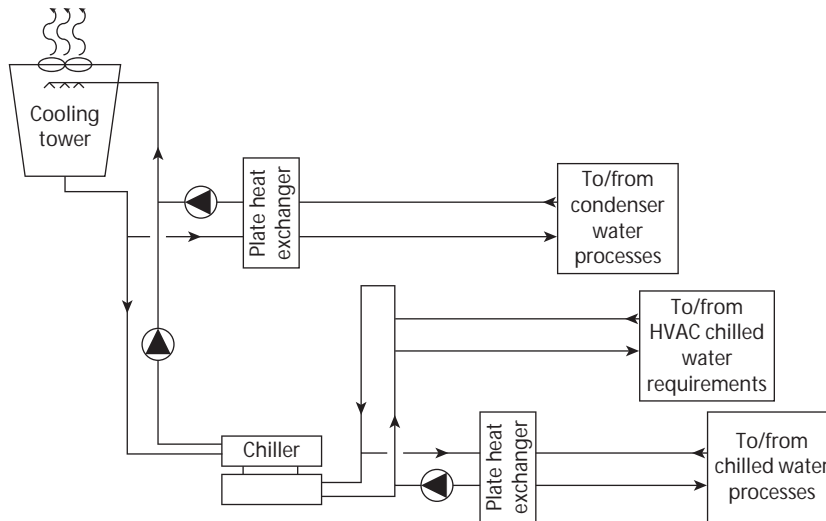 Cooling
tower
Plate heat
exchanger
To/from
condenser
water
processes
To/from
HVAC chilled
water
requirements
Chiller
Plate heat
exchanger
To/from
chilled water
processes